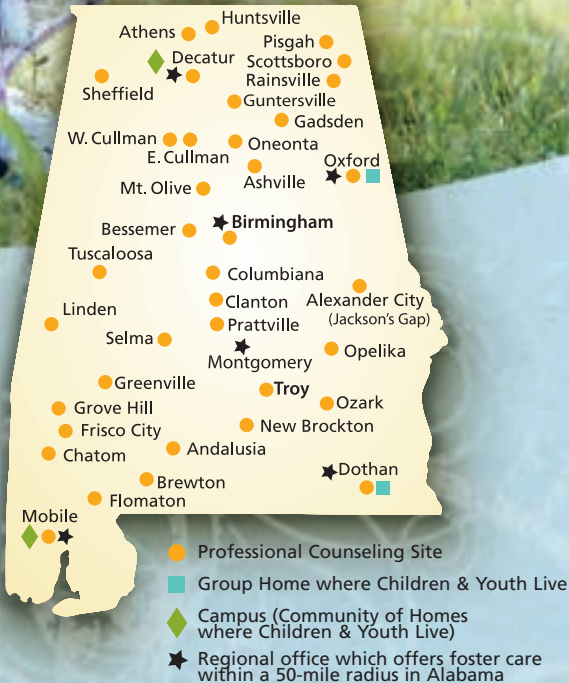 Huntsville
Athens
Pisgah
Decatur
Scottsboro
Rainsville
Sheffield
Guntersville
Gadsden
W. Cullman
Oneonta
E. Cullman
Oxford
Ashville
Mt. Olive
Birmingham
Bessemer
Tuscaloosa
Columbiana
Clanton
Alexander City
(Jackson's Gap)
Linden
Prattville
Selma
Opelika
Montgomery
Greenville
Troy
Ozark
Grove Hill
New Brockton
Frisco City
Andalusia
Chatom
Dothan
Brewton
Flomaton
Mobile
Professional Counseling Site
Group Home where Children & Youth Live
Campus (Community of Homes
where Children & Youth Live)
Regional office which offers foster care
within a 50-mile radius in Alabama